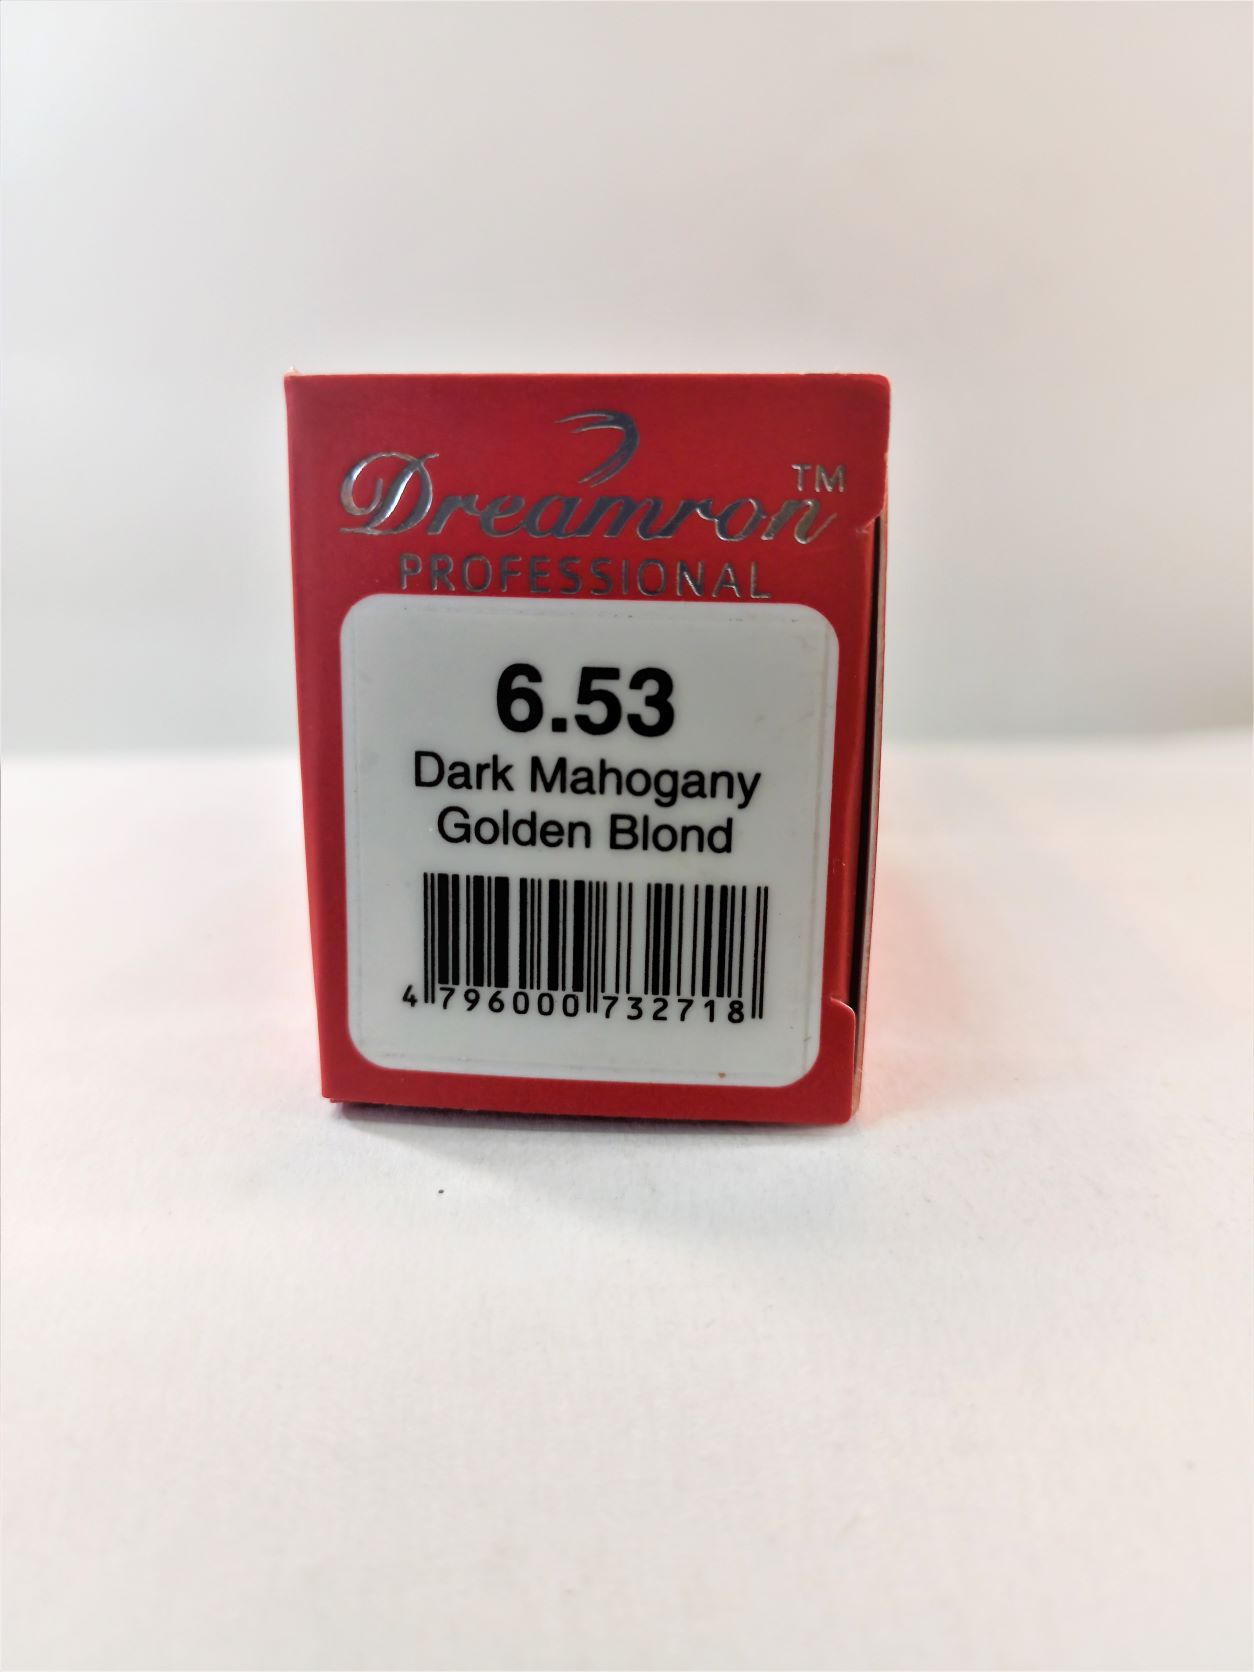 Dreamron™
PROFESSIONAL
6.53
Dark Mahogany
Golden Blond
4 796000 732718